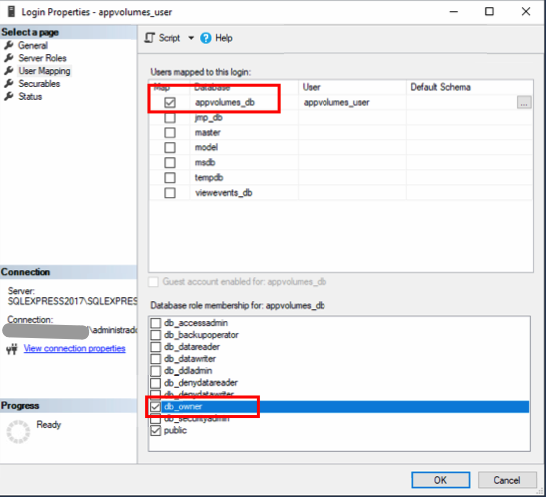 Login Properties - appvolumes_user
Select a page
General
Server Roles
User Mapping
Securables
Status
Script
Help
Users mapped to this login:
Map Database User Default Schema
appvolumes_db appvolumes_user ...
jmp_db
master
model
msdb
tempdb
viewevents_db
Guest account enabled for: appvolumes_db
Database role membership for: appvolumes_db
db_accessadmin
db_backupoperator
db_datareader
db_datawriter
db_ddladmin
db_denydatareader
db_denydatawriter
db_owner
db_securityadmin
public
Connection
Server:
SQLEXPRESS2017\SQLEXPRES
Connection:
\administrado
View connection properties
Progress
Ready
OK Cancel